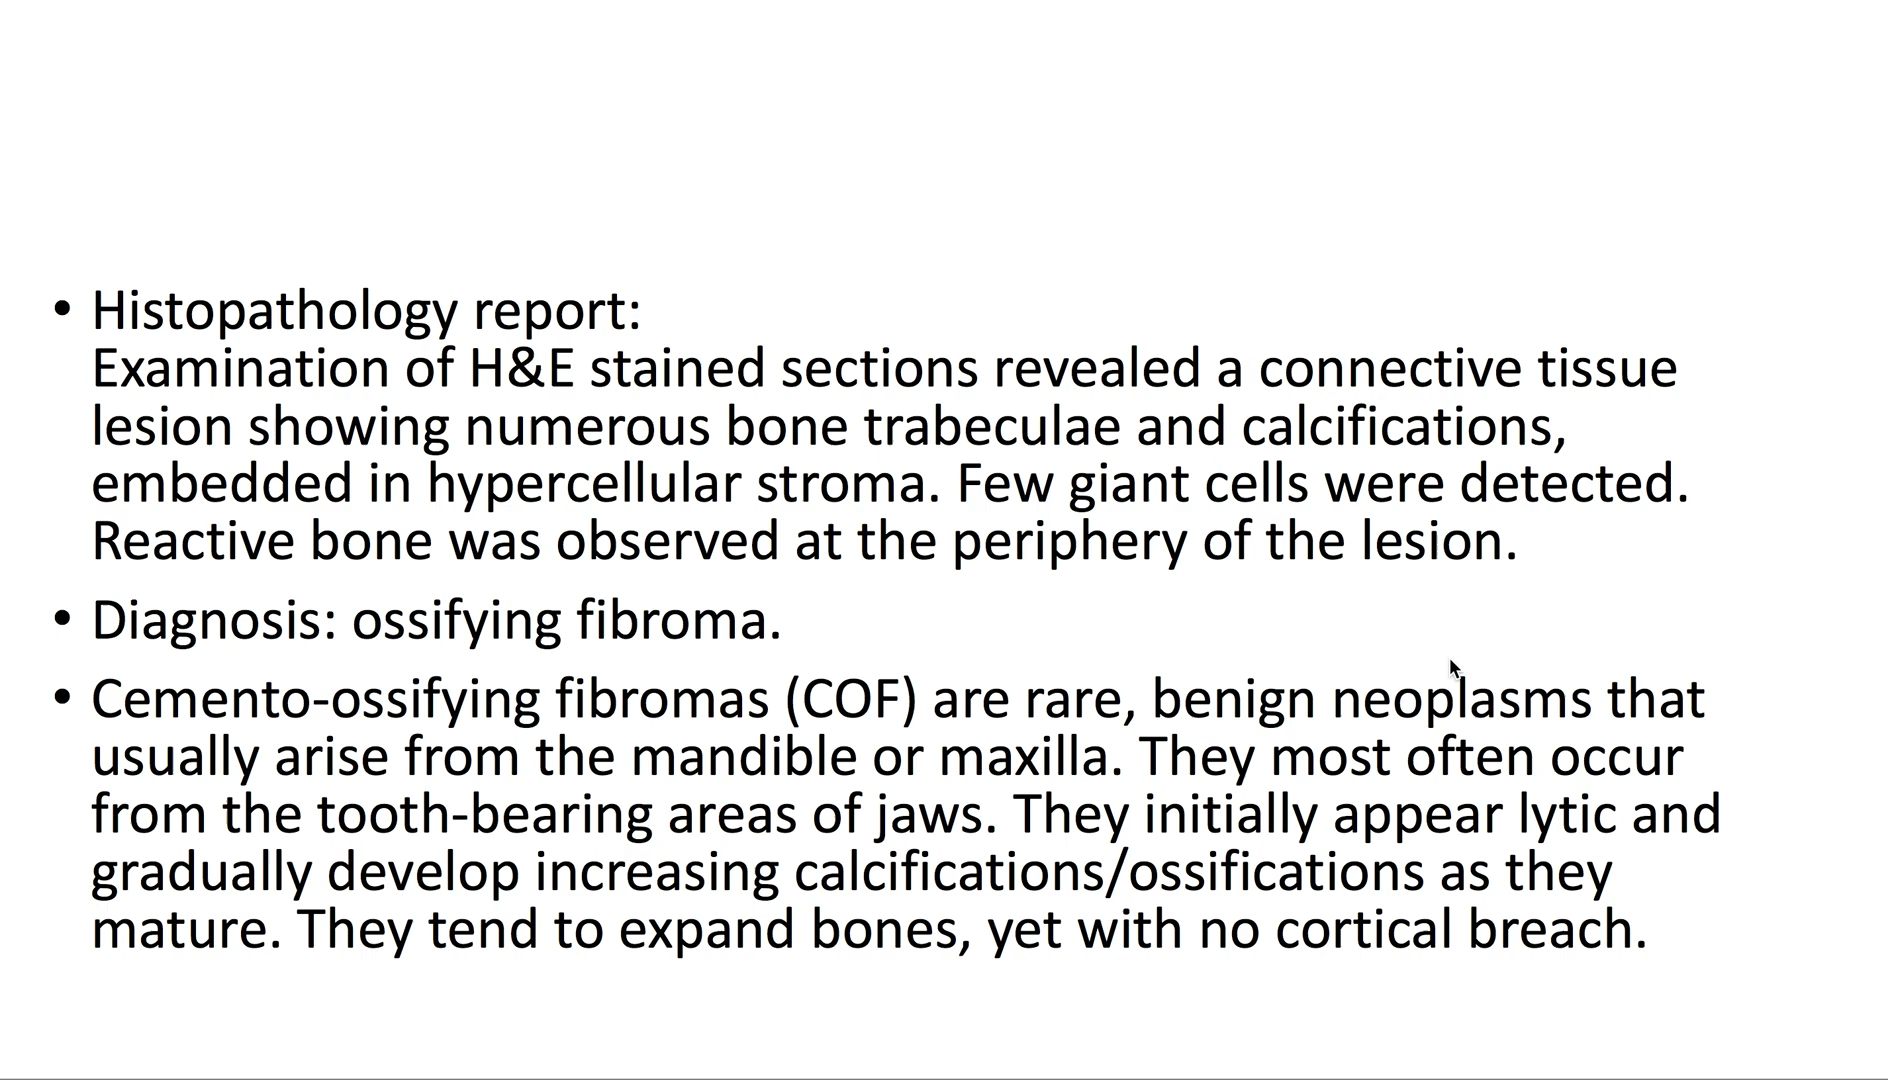 • Histopathology report:
Examination of H&E stained sections revealed a connective tissue
lesion showing numerous bone trabeculae and calcifications,
embedded in hypercellular stroma. Few giant cells were detected.
Reactive bone was observed at the periphery of the lesion.
• Diagnosis: ossifying fibroma.
• Cemento-ossifying fibromas (COF) are rare, benign neoplasms that
usually arise from the mandible or maxilla. They most often occur
from the tooth-bearing areas of jaws. They initially appear lytic and
gradually develop increasing calcifications/ossifications as they
mature. They tend to expand bones, yet with no cortical breach.